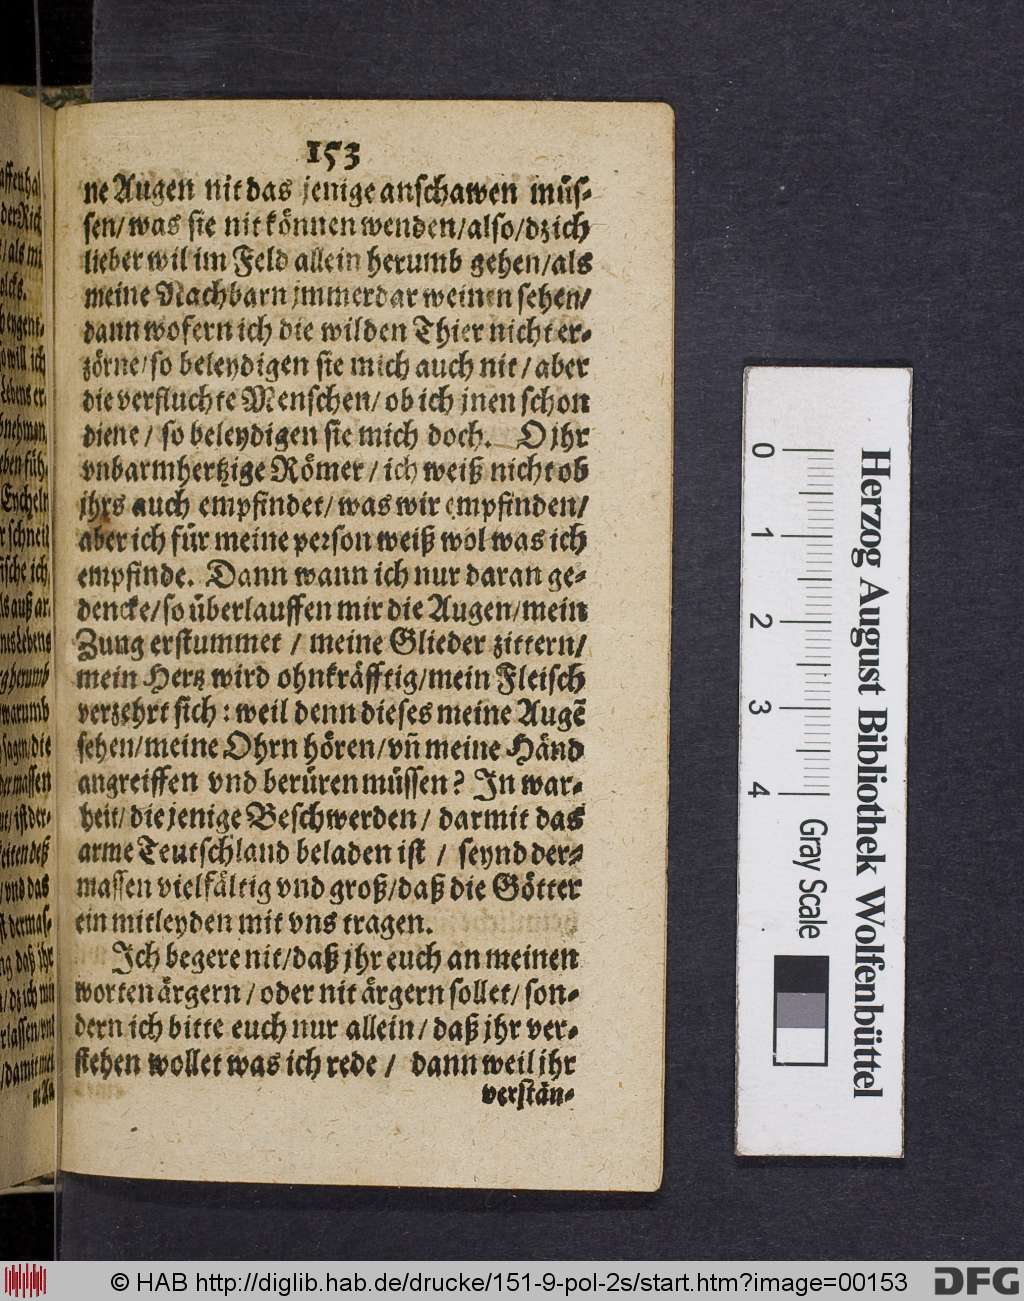 153
ne Augen nit das jenige anschawen müs-
sen/ was sie nit können wenden/ also/ dz ich
lieber wil im Feld allein herumb gehen/ als
meine Nachbarn jmmerdar weinen sehen/
dann wofern ich die wilden Thier nicht er-
zörne/ so beleydigen sie mich auch nit/ aber
die verfluchte Menschen/ ob ich jnen schon
diene/ so beleydigen sie mich doch. O jhr
vnbarmhertzige Römer/ ich weiß nicht ob
jhrs auch empfindet/ was wir empfinden/
aber ich für meine person weiß wol was ich
empfinde. Dann wann ich nur daran ge-
dencke/ so überlauffen mir die Augen/ mein
Zung erstummet / meine Glieder zittern/
mein Hertz wird ohnkräfftig/ mein Fleisch
verzehrt sich: weil denn dieses meine Augẽ
sehen/ meine Ohrn hören/ vñ meine Händ
angreiffen vnd berüren müssen? In war-
heit/ die jenige Beschwerden/ darmit das
arme Teutschland beladen ist / seynd der-
massen vielfältig vnd groß/ daß die Götter
ein mitleyden mit vns tragen.
Ich begere nit/ daß jhr euch an meinen
worten ärgern/ oder nit ärgern sollet/ son-
dern ich bitte euch nur allein/ daß jhr ver-
stehen wollet was ich rede / dann weil ihr
verstän-
Herzog August Bibliothek Wolfenbüttel
0 1 2 3 4
Gray Scale
© HAB http://diglib.hab.de/drucke/151-9-pol-2s/start.htm?image=00153
DFG